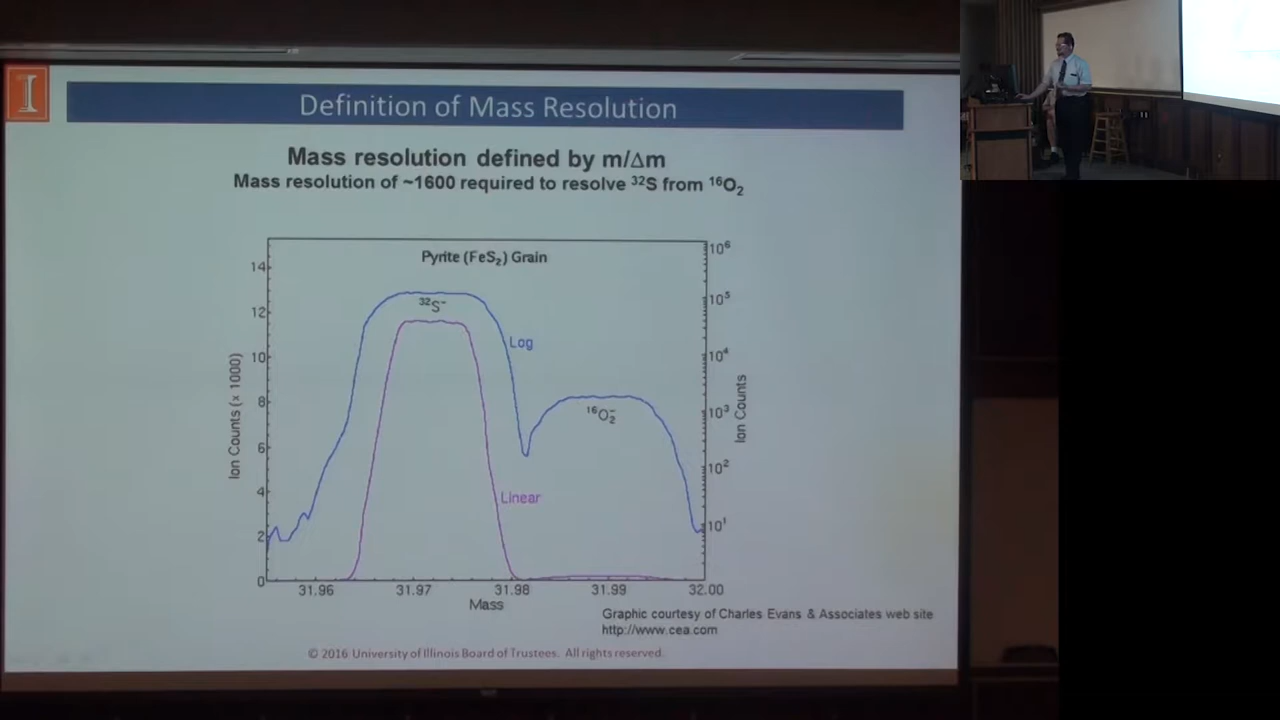 I
Definition of Mass Resolution
Mass resolution defined by m/Δm
Mass resolution of ~1600 required to resolve ³²S from ¹⁶O₂
Pyrite (FeS₂) Grain
³²S⁻
Log
¹⁶O₂⁻
Linear
Ion Counts (x 1000)
14
12
10
8
6
4
2
0
10⁶
10⁵
10⁴
10³
10²
10¹
Ion Counts
31.96 31.97 31.98 31.99 32.00
Mass
Graphic courtesy of Charles Evans & Associates web site
http://www.cea.com
© 2016 University of Illinois Board of Trustees. All rights reserved.